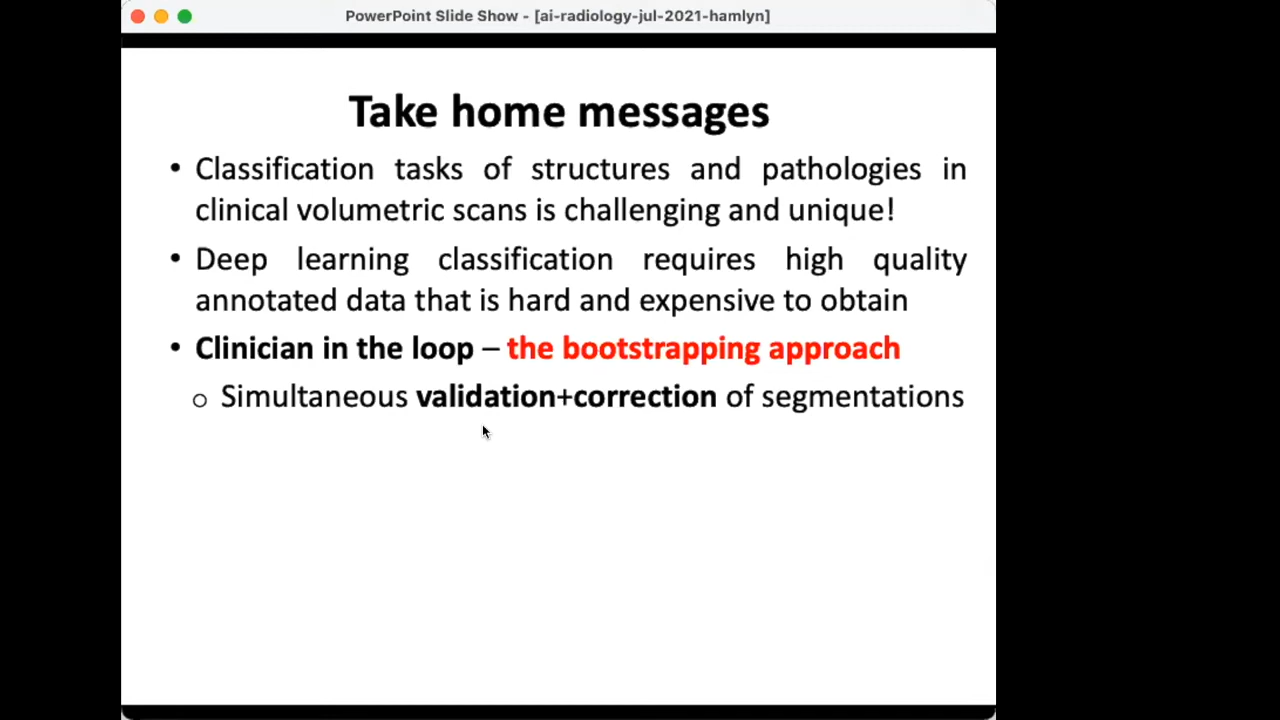 PowerPoint Slide Show - [ai-radiology-jul-2021-hamlyn]
Take home messages
• Classification tasks of structures and pathologies in
clinical volumetric scans is challenging and unique!
• Deep learning classification requires high quality
annotated data that is hard and expensive to obtain
• Clinician in the loop – the bootstrapping approach
o Simultaneous validation+correction of segmentations